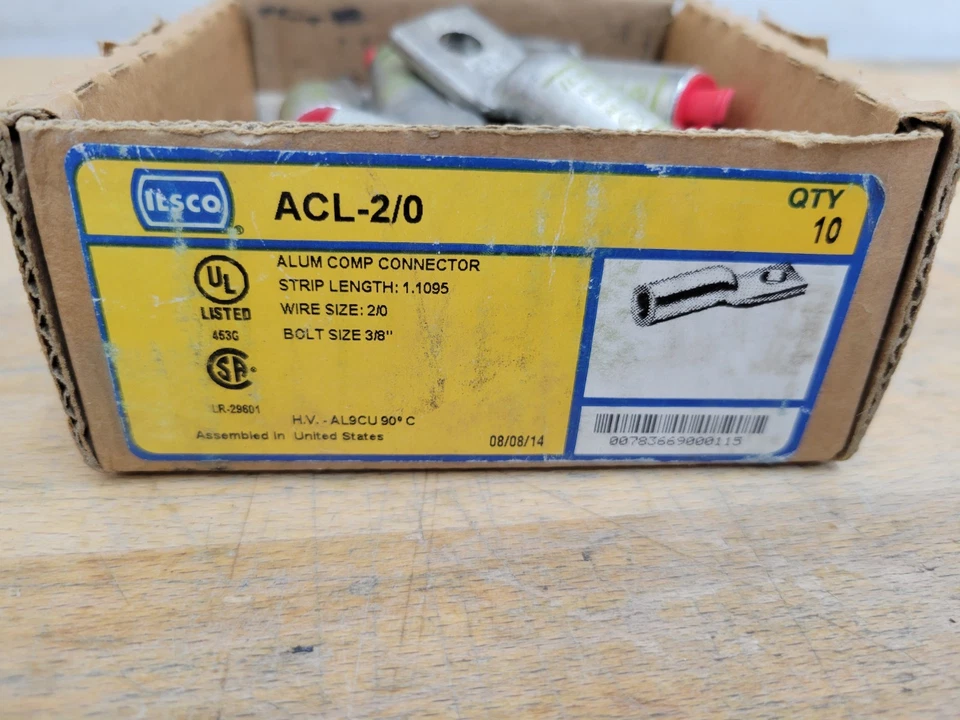 ILSCO®
ACL-2/0
QTY
10
ALUM COMP CONNECTOR
STRIP LENGTH: 1.1095
WIRE SIZE: 2/0
BOLT SIZE 3/8"
UL
LISTED
453G
SA
LR-29601
H.V. - AL9CU 90° C
Assembled in United States
08/08/14
00783669000115